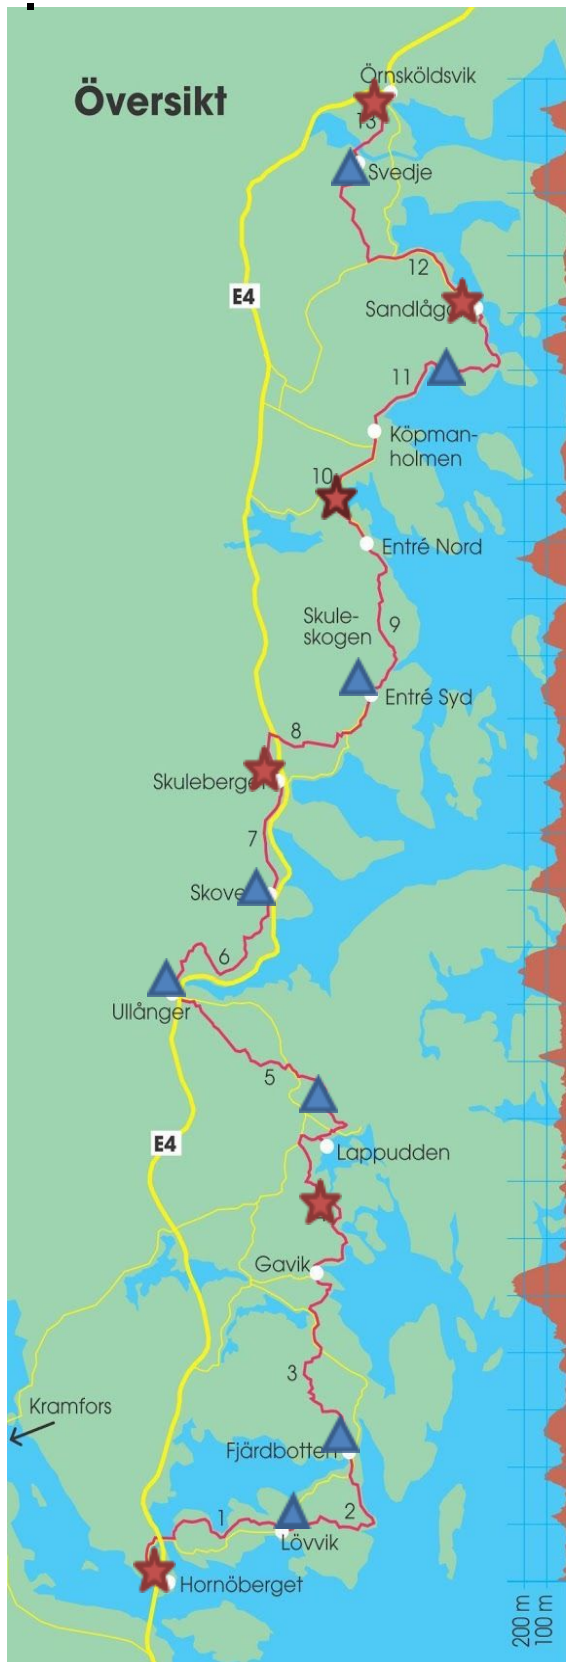 Översikt
Örnsköldsvik
13
Svedje
12
E4
Sandlåg
11
Köpman-
holmen
10
Entré Nord
Skule-
skogen
9
Entré Syd
8
Skuleberget
7
Skove
6
Ullånger
5
E4
Lappudden
Gavik
3
Kramfors
Fjärdbotten
1
2
Lövvik
Hornöberget
200 m
100 m